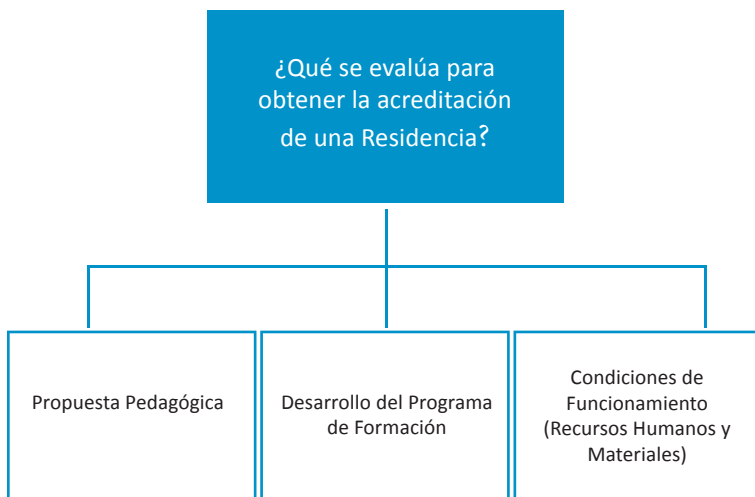 ¿Qué se evalúa para
obtener la acreditación
de una Residencia?
Propuesta Pedagógica
Desarrollo del Programa
de Formación
Condiciones de
Funcionamiento
(Recursos Humanos y
Materiales)